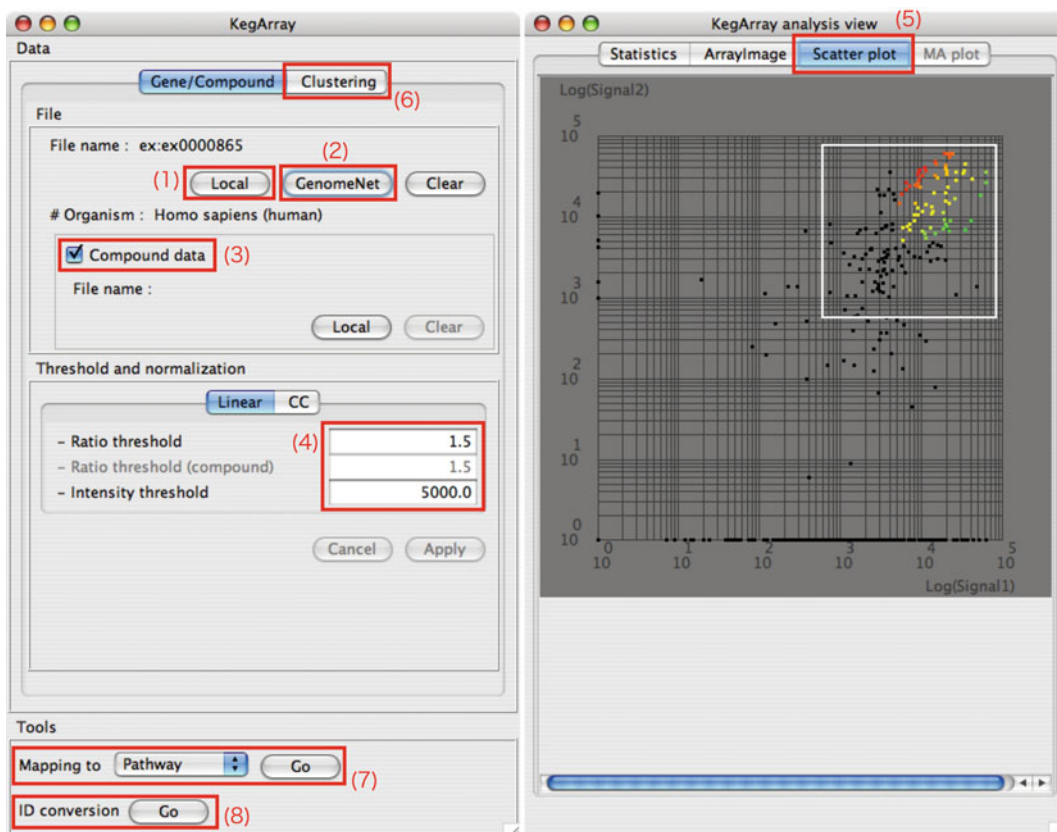 KegArray
Data
Gene/Compound Clustering
(6)
File
File name : ex:ex0000865
(2)
(1) Local GenomeNet Clear
# Organism : Homo sapiens (human)
Compound data (3)
File name :
Local Clear
Threshold and normalization
Linear CC
(4)
- Ratio threshold 1.5
- Ratio threshold (compound) 1.5
- Intensity threshold 5000.0
Cancel Apply
Tools
Mapping to Pathway Go
(7)
ID conversion Go (8)
KegArray analysis view (5)
Statistics ArrayImage Scatter plot MA plot
Log(Signal2)
5
10
4
10
3
10
2
10
1
10
0
10
0 1 2 3 4 5
10 10 10 10 10 10
Log(Signal1)